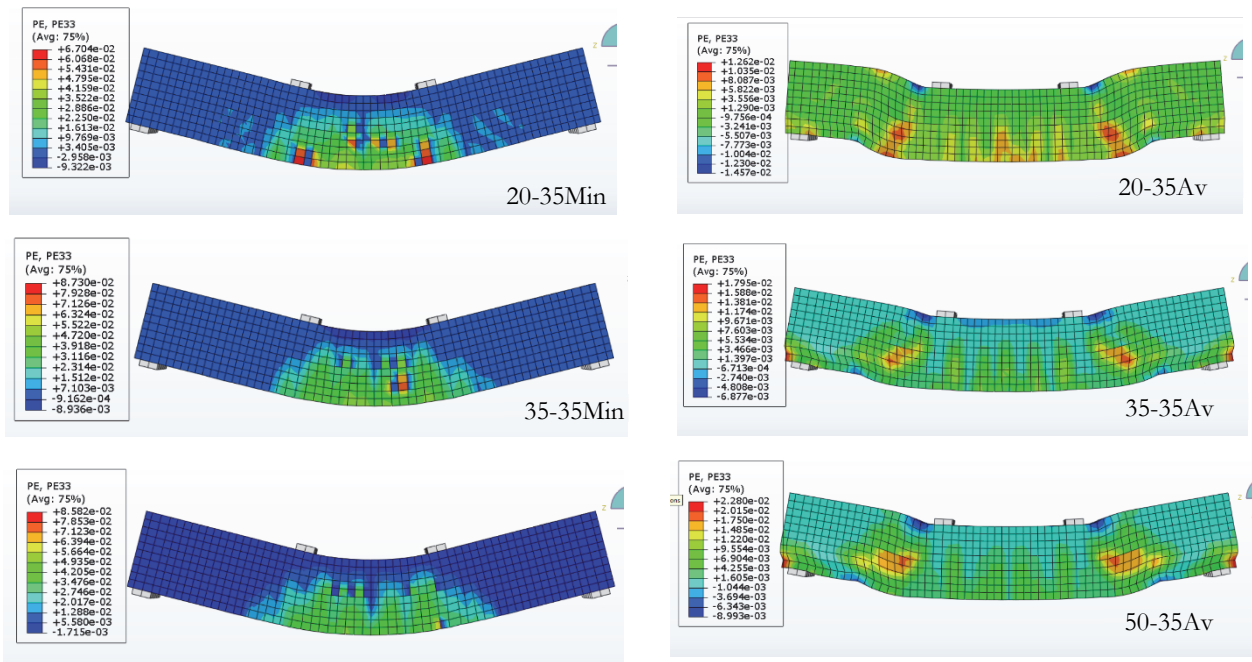 PE, PE33
(Avg: 75%)
+6.704e-02
+6.068e-02
+5.431e-02
+4.795e-02
+4.159e-02
+3.522e-02
+2.886e-02
+2.250e-02
+1.613e-02
+9.769e-03
+3.405e-03
-2.958e-03
-9.322e-03
z
20-35Min
PE, PE33
(Avg: 75%)
+1.262e-02
+1.035e-02
+8.087e-03
+5.822e-03
+3.556e-03
+1.290e-03
-9.756e-04
-3.241e-03
-5.507e-03
-7.773e-03
-1.004e-02
-1.230e-02
-1.457e-02
z
20-35Av
PE, PE33
(Avg: 75%)
+8.730e-02
+7.928e-02
+7.126e-02
+6.324e-02
+5.522e-02
+4.720e-02
+3.918e-02
+3.116e-02
+2.314e-02
+1.512e-02
+7.103e-03
-9.162e-04
-8.936e-03
35-35Min
PE, PE33
(Avg: 75%)
+1.795e-02
+1.588e-02
+1.381e-02
+1.174e-02
+9.671e-03
+7.603e-03
+5.534e-03
+3.466e-03
+1.397e-03
-6.713e-04
-2.740e-03
-4.808e-03
-6.877e-03
z
35-35Av
PE, PE33
(Avg: 75%)
+8.582e-02
+7.853e-02
+7.123e-02
+6.394e-02
+5.664e-02
+4.935e-02
+4.205e-02
+3.476e-02
+2.746e-02
+2.017e-02
+1.288e-02
+5.580e-03
-1.715e-03
z
ons
PE, PE33
(Avg: 75%)
+2.280e-02
+2.015e-02
+1.750e-02
+1.485e-02
+1.220e-02
+9.554e-03
+6.904e-03
+4.255e-03
+1.605e-03
-1.044e-03
-3.694e-03
-6.343e-03
-8.993e-03
z
50-35Av